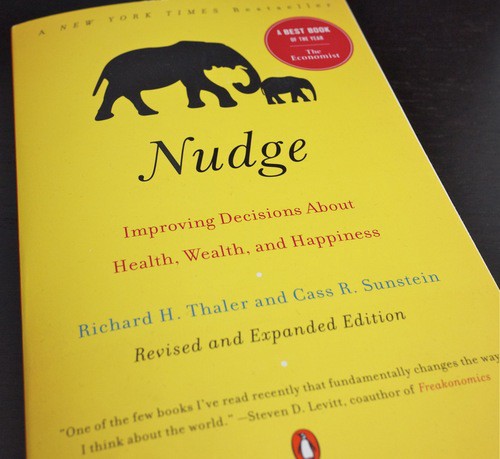 A NEW YORK TIMES Bestseller
A BEST BOOK
OF THE YEAR
The
Economist
Nudge
Improving Decisions About
Health, Wealth, and Happiness
Richard H. Thaler and Cass R. Sunstein
Revised and Expanded Edition
“One of the few books I’ve read recently that fundamentally changes the way
I think about the world.” —Steven D. Levitt, coauthor of Freakonomics